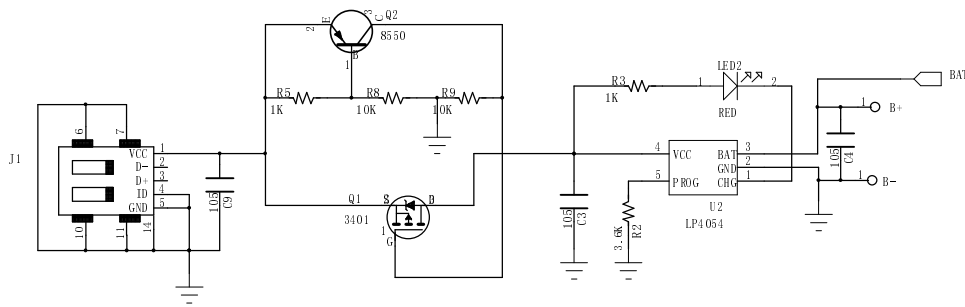 Q2
8550
E
2
3
C
B
1
R5
1K
R8
10K
R9
10K
J1
6
7
VCC
1
D-
2
D+
3
ID
4
GND
5
10
11
14
105
C9
Q1
3401
S
D
1
G
R3
1K
1
LED2
2
RED
4
VCC
BAT
3
GND
2
5
PROG
CHG
1
U2
LP4054
105
C3
3.6K
R2
BAT
1
B+
105
C4
1
B-